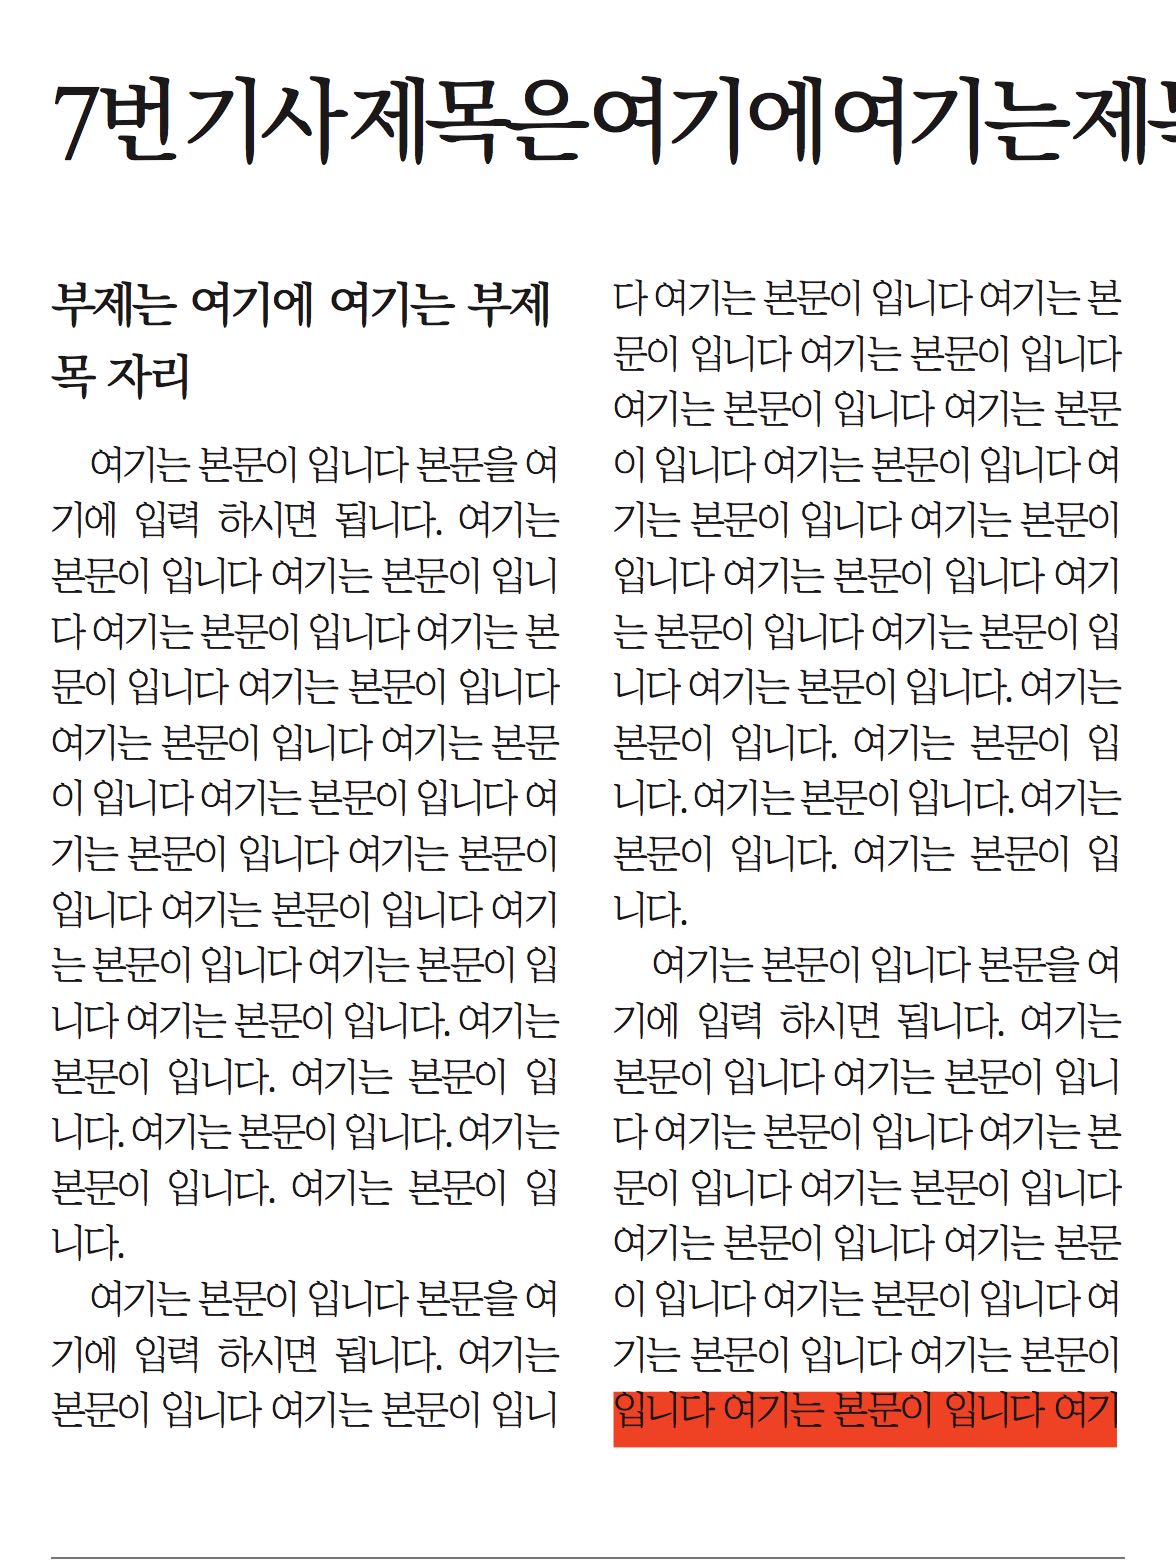 7번 기사 제목은 여기에 여기는 제
부제는 여기에 여기는 부제
목 자리
여기는 본문이 입니다 본문을 여
기에 입력 하시면 됩니다. 여기는
본문이 입니다 여기는 본문이 입니
다 여기는 본문이 입니다 여기는 본
문이 입니다 여기는 본문이 입니다
여기는 본문이 입니다 여기는 본문
이 입니다 여기는 본문이 입니다 여
기는 본문이 입니다 여기는 본문이
입니다 여기는 본문이 입니다 여기
는 본문이 입니다 여기는 본문이 입
니다 여기는 본문이 입니다. 여기는
본문이 입니다. 여기는 본문이 입
니다. 여기는 본문이 입니다. 여기는
본문이 입니다. 여기는 본문이 입
니다.
여기는 본문이 입니다 본문을 여
기에 입력 하시면 됩니다. 여기는
본문이 입니다 여기는 본문이 입니
다 여기는 본문이 입니다 여기는 본
문이 입니다 여기는 본문이 입니다
여기는 본문이 입니다 여기는 본문
이 입니다 여기는 본문이 입니다 여
기는 본문이 입니다 여기는 본문이
입니다 여기는 본문이 입니다 여기
는 본문이 입니다 여기는 본문이 입
니다 여기는 본문이 입니다. 여기는
본문이 입니다. 여기는 본문이 입
니다. 여기는 본문이 입니다. 여기는
본문이 입니다. 여기는 본문이 입
니다.
여기는 본문이 입니다 본문을 여
기에 입력 하시면 됩니다. 여기는
본문이 입니다 여기는 본문이 입니
다 여기는 본문이 입니다 여기는 본
문이 입니다 여기는 본문이 입니다
여기는 본문이 입니다 여기는 본문
이 입니다 여기는 본문이 입니다 여
기는 본문이 입니다 여기는 본문이
입니다 여기는 본문이 입니다 여기